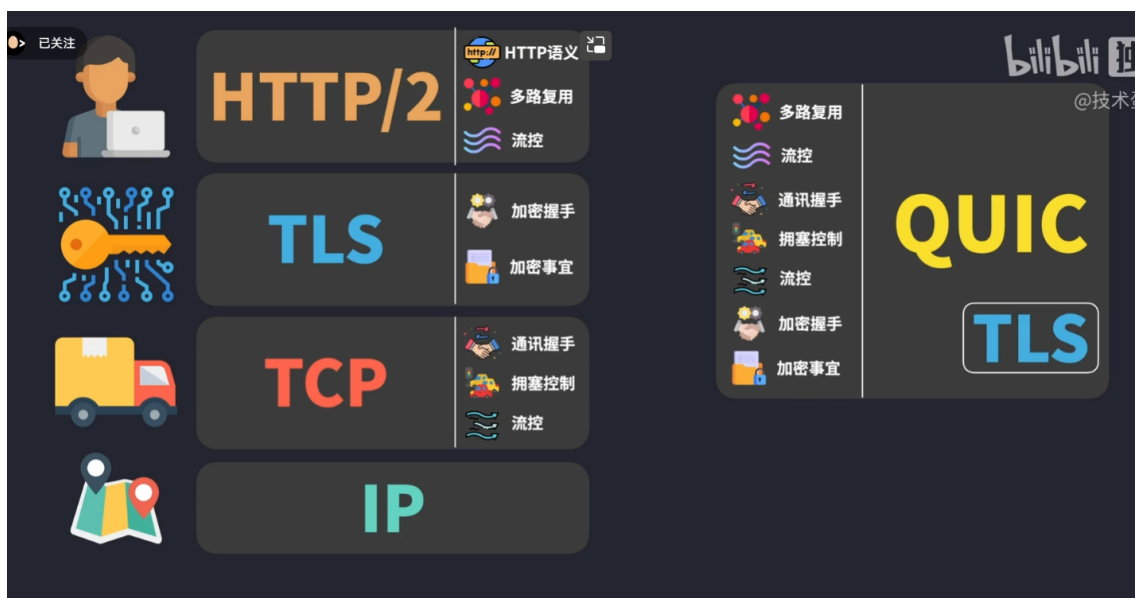 已关注
HTTP/2
http://
HTTP语义
多路复用
流控
TLS
加密握手
加密事宜
TCP
通讯握手
拥塞控制
流控
IP
bilibili
@技术
多路复用
流控
通讯握手
拥塞控制
流控
加密握手
加密事宜
QUIC
TLS